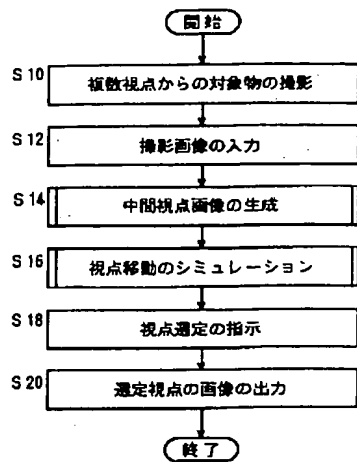 開始
S10
複数視点からの対象物の撮影
S12
撮影画像の入力
S14
中間視点画像の生成
S16
視点移動のシミュレーション
S18
視点選定の指示
S20
選定視点の画像の出力
終了